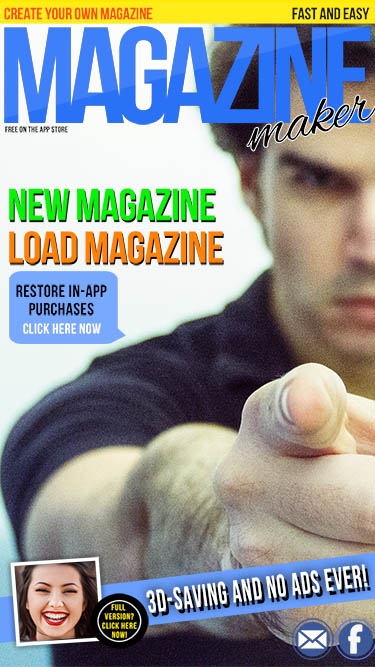 CREATE YOUR OWN MAGAZINE FAST AND EASY
MAGAZINE
maker
FREE ON THE APP STORE
NEW MAGAZINE
LOAD MAGAZINE
RESTORE IN-APP
PURCHASES
CLICK HERE NOW
3D-SAVING AND NO ADS EVER!
FULL
VERSION?
CLICK HERE
NOW!
f